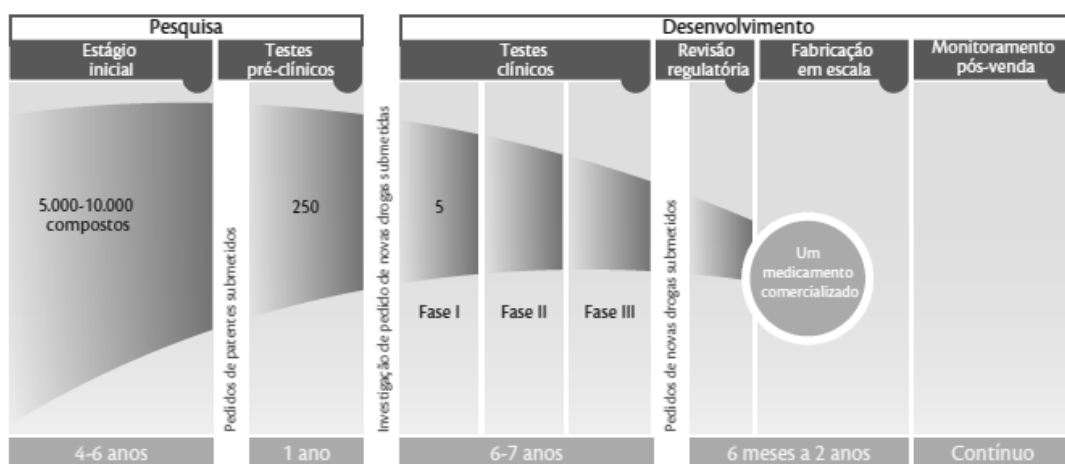 Pesquisa
Desenvolvimento
Estágio
inicial
Testes
pré-clínicos
Testes
clínicos
Revisão
regulatória
Fabricação
em escala
Monitoramento
pós-venda
5.000-10.000
compostos
Pedidos de patentes submetidos
250
Investigação de pedido de novas drogas submetidas
5
Fase I
Fase II
Fase III
Pedidos de novas drogas submetidos
Um
medicamento
comercializado
4-6 anos
1 ano
6-7 anos
6 meses a 2 anos
Contínuo